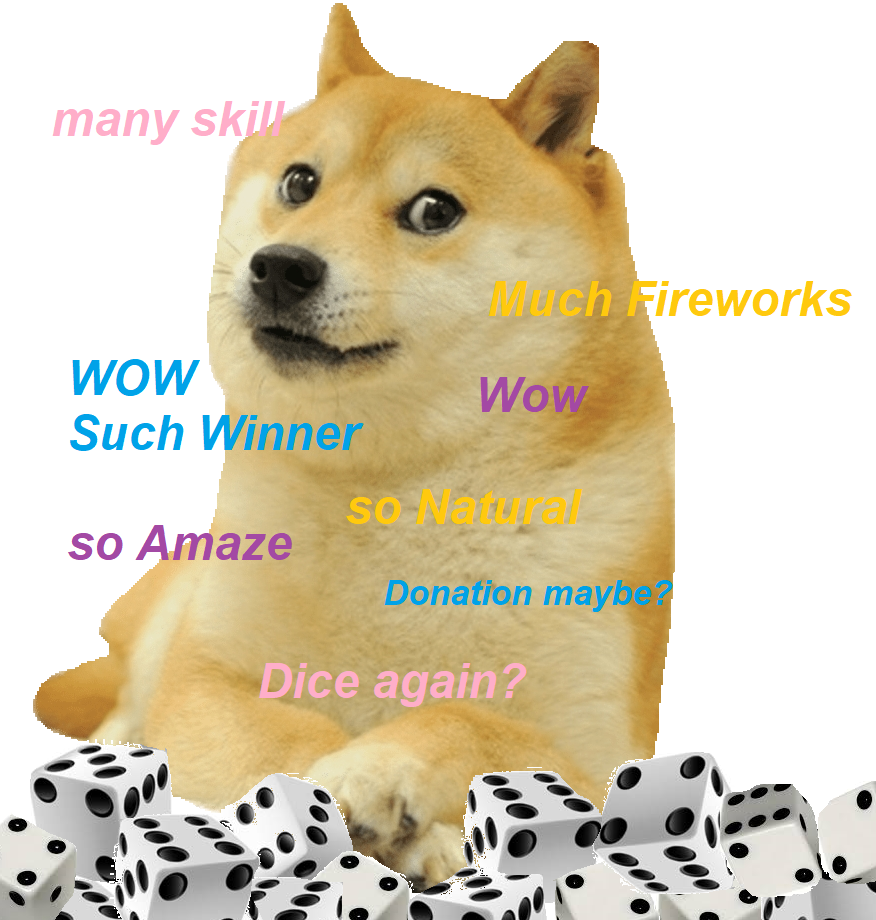 many skill
Much Fireworks
WOW
Such Winner
Wow
so Natural
so Amaze
Donation maybe?
Dice again?